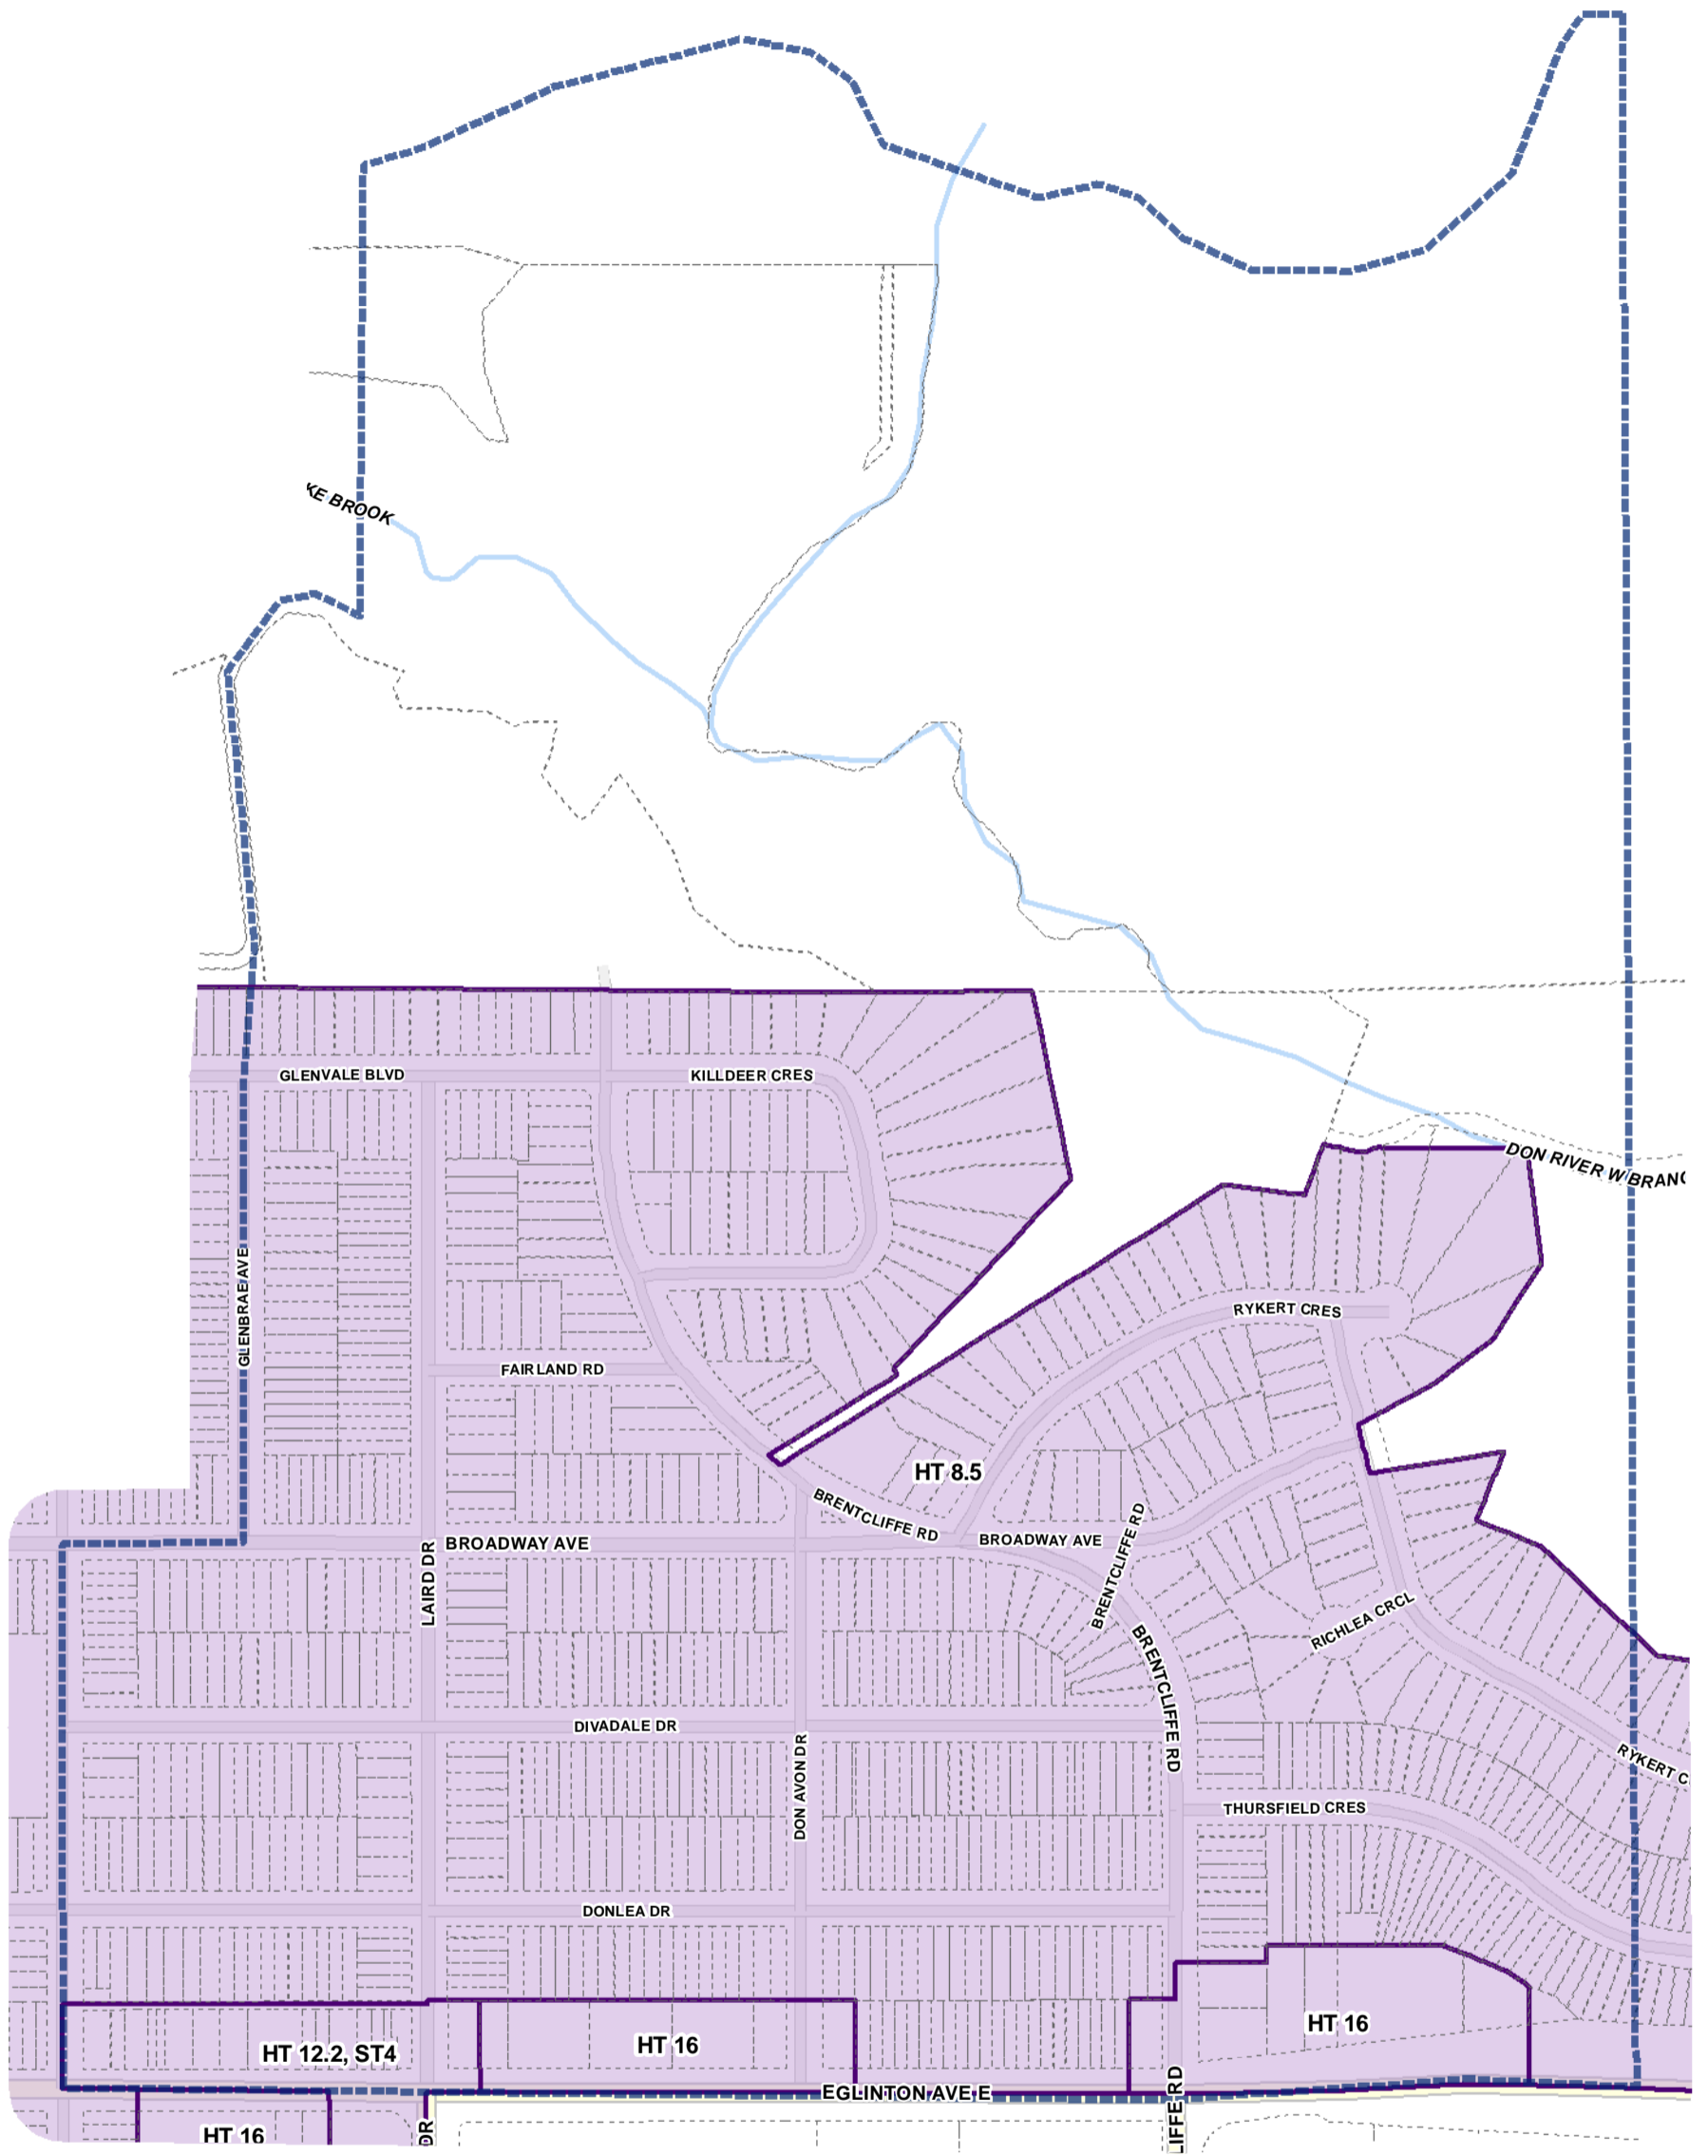 KE BROOK
DON RIVER W BRANC
GLENVALE BLVD
KILLDEER CRES
GLENBRAE AVE
RYKERT CRES
FAIRLAND RD
HT 8.5
BRENTCLIFFE RD
BROADWAY AVE
BROADWAY AVE
BRENTCLIFFE RD
LAIRD DR
RICHLEA CRCL
BRENTCLIFFE RD
DIVADALE DR
DON AVON DR
RYKERT C
THURSFIELD CRES
DONLEA DR
HT 12.2, ST4
HT 16
HT 16
EGLINTON AVE E
HT 16
DR
LIFFE RD